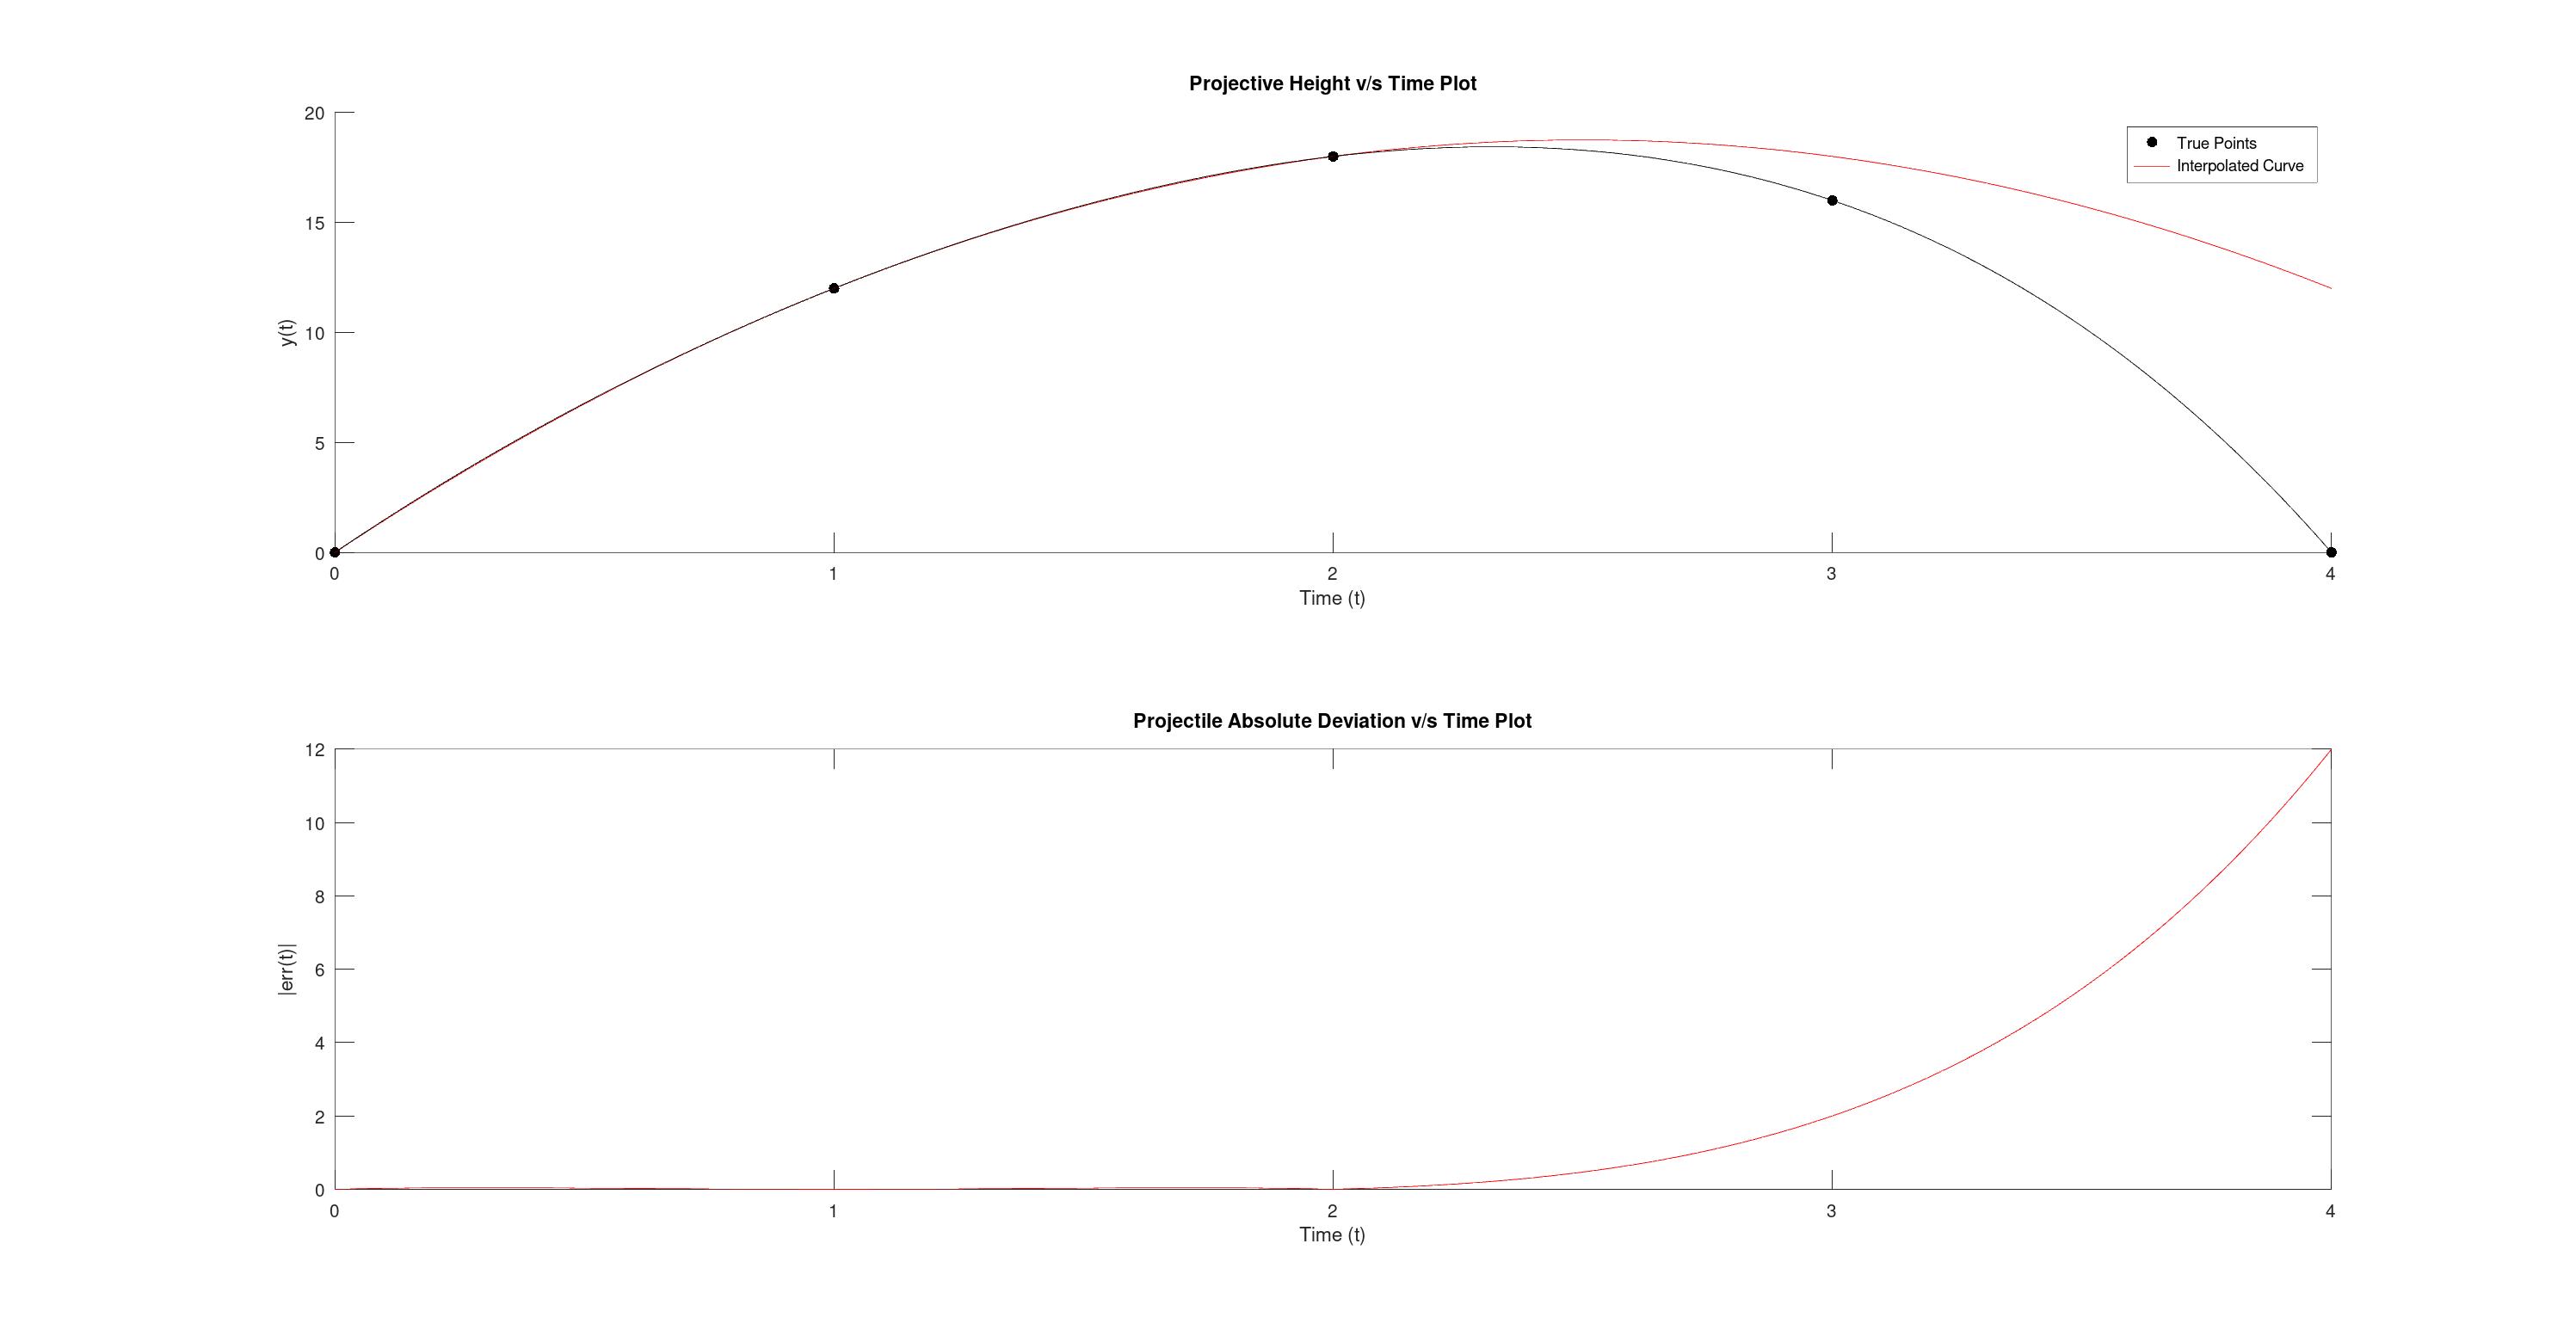 Projective Height v/s Time Plot
20
15
10
5
0
y(t)
True Points
Interpolated Curve
0 1 2 3 4
Time (t)
Projectile Absolute Deviation v/s Time Plot
12
10
8
6
4
2
0
|err(t)|
0 1 2 3 4
Time (t)